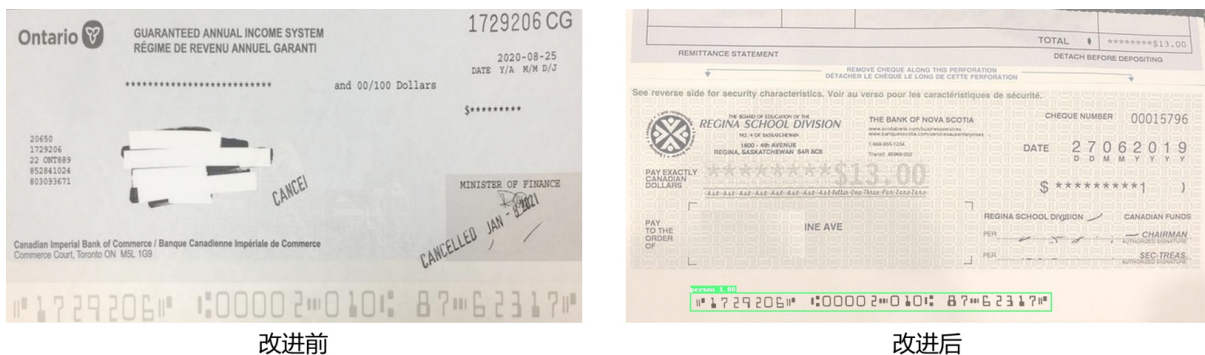 Ontario
GUARANTEED ANNUAL INCOME SYSTEM
RÉGIME DE REVENU ANNUEL GARANTI
1729206 CG
2020-08-25
DATE Y/A M/M D/J
*************************** and 00/100 Dollars
$*********
20650
1729206
22 ONT889
852841024
803093671
CANCEL
MINISTER OF FINANCE
CANCELLED JAN - 8 2021
Canadian Imperial Bank of Commerce / Banque Canadienne Impériale de Commerce
Commerce Court, Toronto ON M5L 1G9
⑈1729206⑈ ⑆00002⑉010⑆ 87⑉62317⑈
改进前
TOTAL ********$13.00
REMITTANCE STATEMENT
DETACH BEFORE DEPOSITING
REMOVE CHEQUE ALONG THIS PERFORATION
DÉTACHER LE CHÈQUE LE LONG DE CETTE PERFORATION
See reverse side for security characteristics. Voir au verso pour les caractéristiques de sécurité.
THE BOARD OF EDUCATION OF THE
REGINA SCHOOL DIVISION
NO. 4 OF SASKATCHEWAN
1600 - 4th AVENUE
REGINA, SASKATCHEWAN S4R 8C8
THE BANK OF NOVA SCOTIA
CHEQUE NUMBER 00015796
DATE 27062019
D D M M Y Y Y Y
PAY EXACTLY
CANADIAN
DOLLARS
********$13.00
$ *********1 )
PAY
TO THE
ORDER
OF
INE AVE
REGINA SCHOOL DIVISION CANADIAN FUNDS
PER CHAIRMAN
AUTHORIZED SIGNATURE
PER SEC-TREAS.
AUTHORIZED SIGNATURE
person 1.00
⑈1729206⑈ ⑆00002⑉010⑆ 87⑉62317⑈
改进后